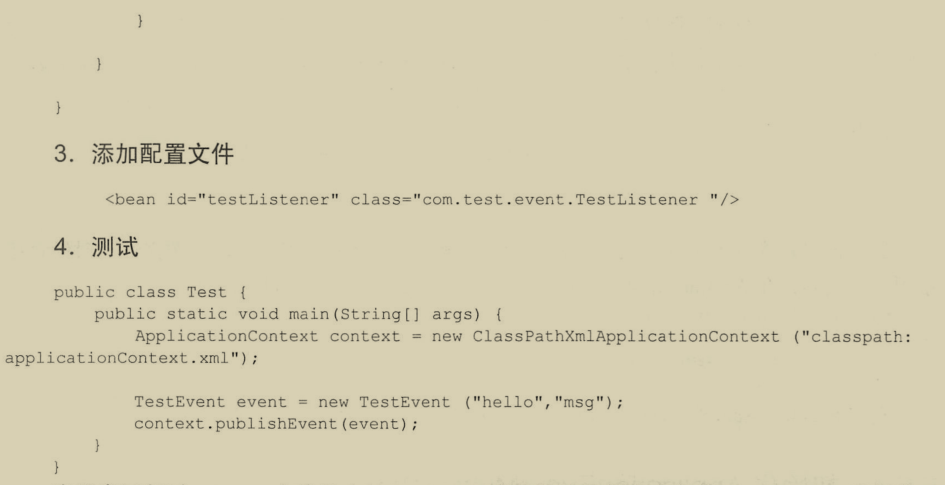 }
}
}
3. 添加配置文件
<bean id="testListener" class="com.test.event.TestListener "/>
4. 测试
public class Test {
public static void main(String[] args) {
ApplicationContext context = new ClassPathXmlApplicationContext ("classpath:
applicationContext.xml");
TestEvent event = new TestEvent ("hello","msg");
context.publishEvent(event);
}
}